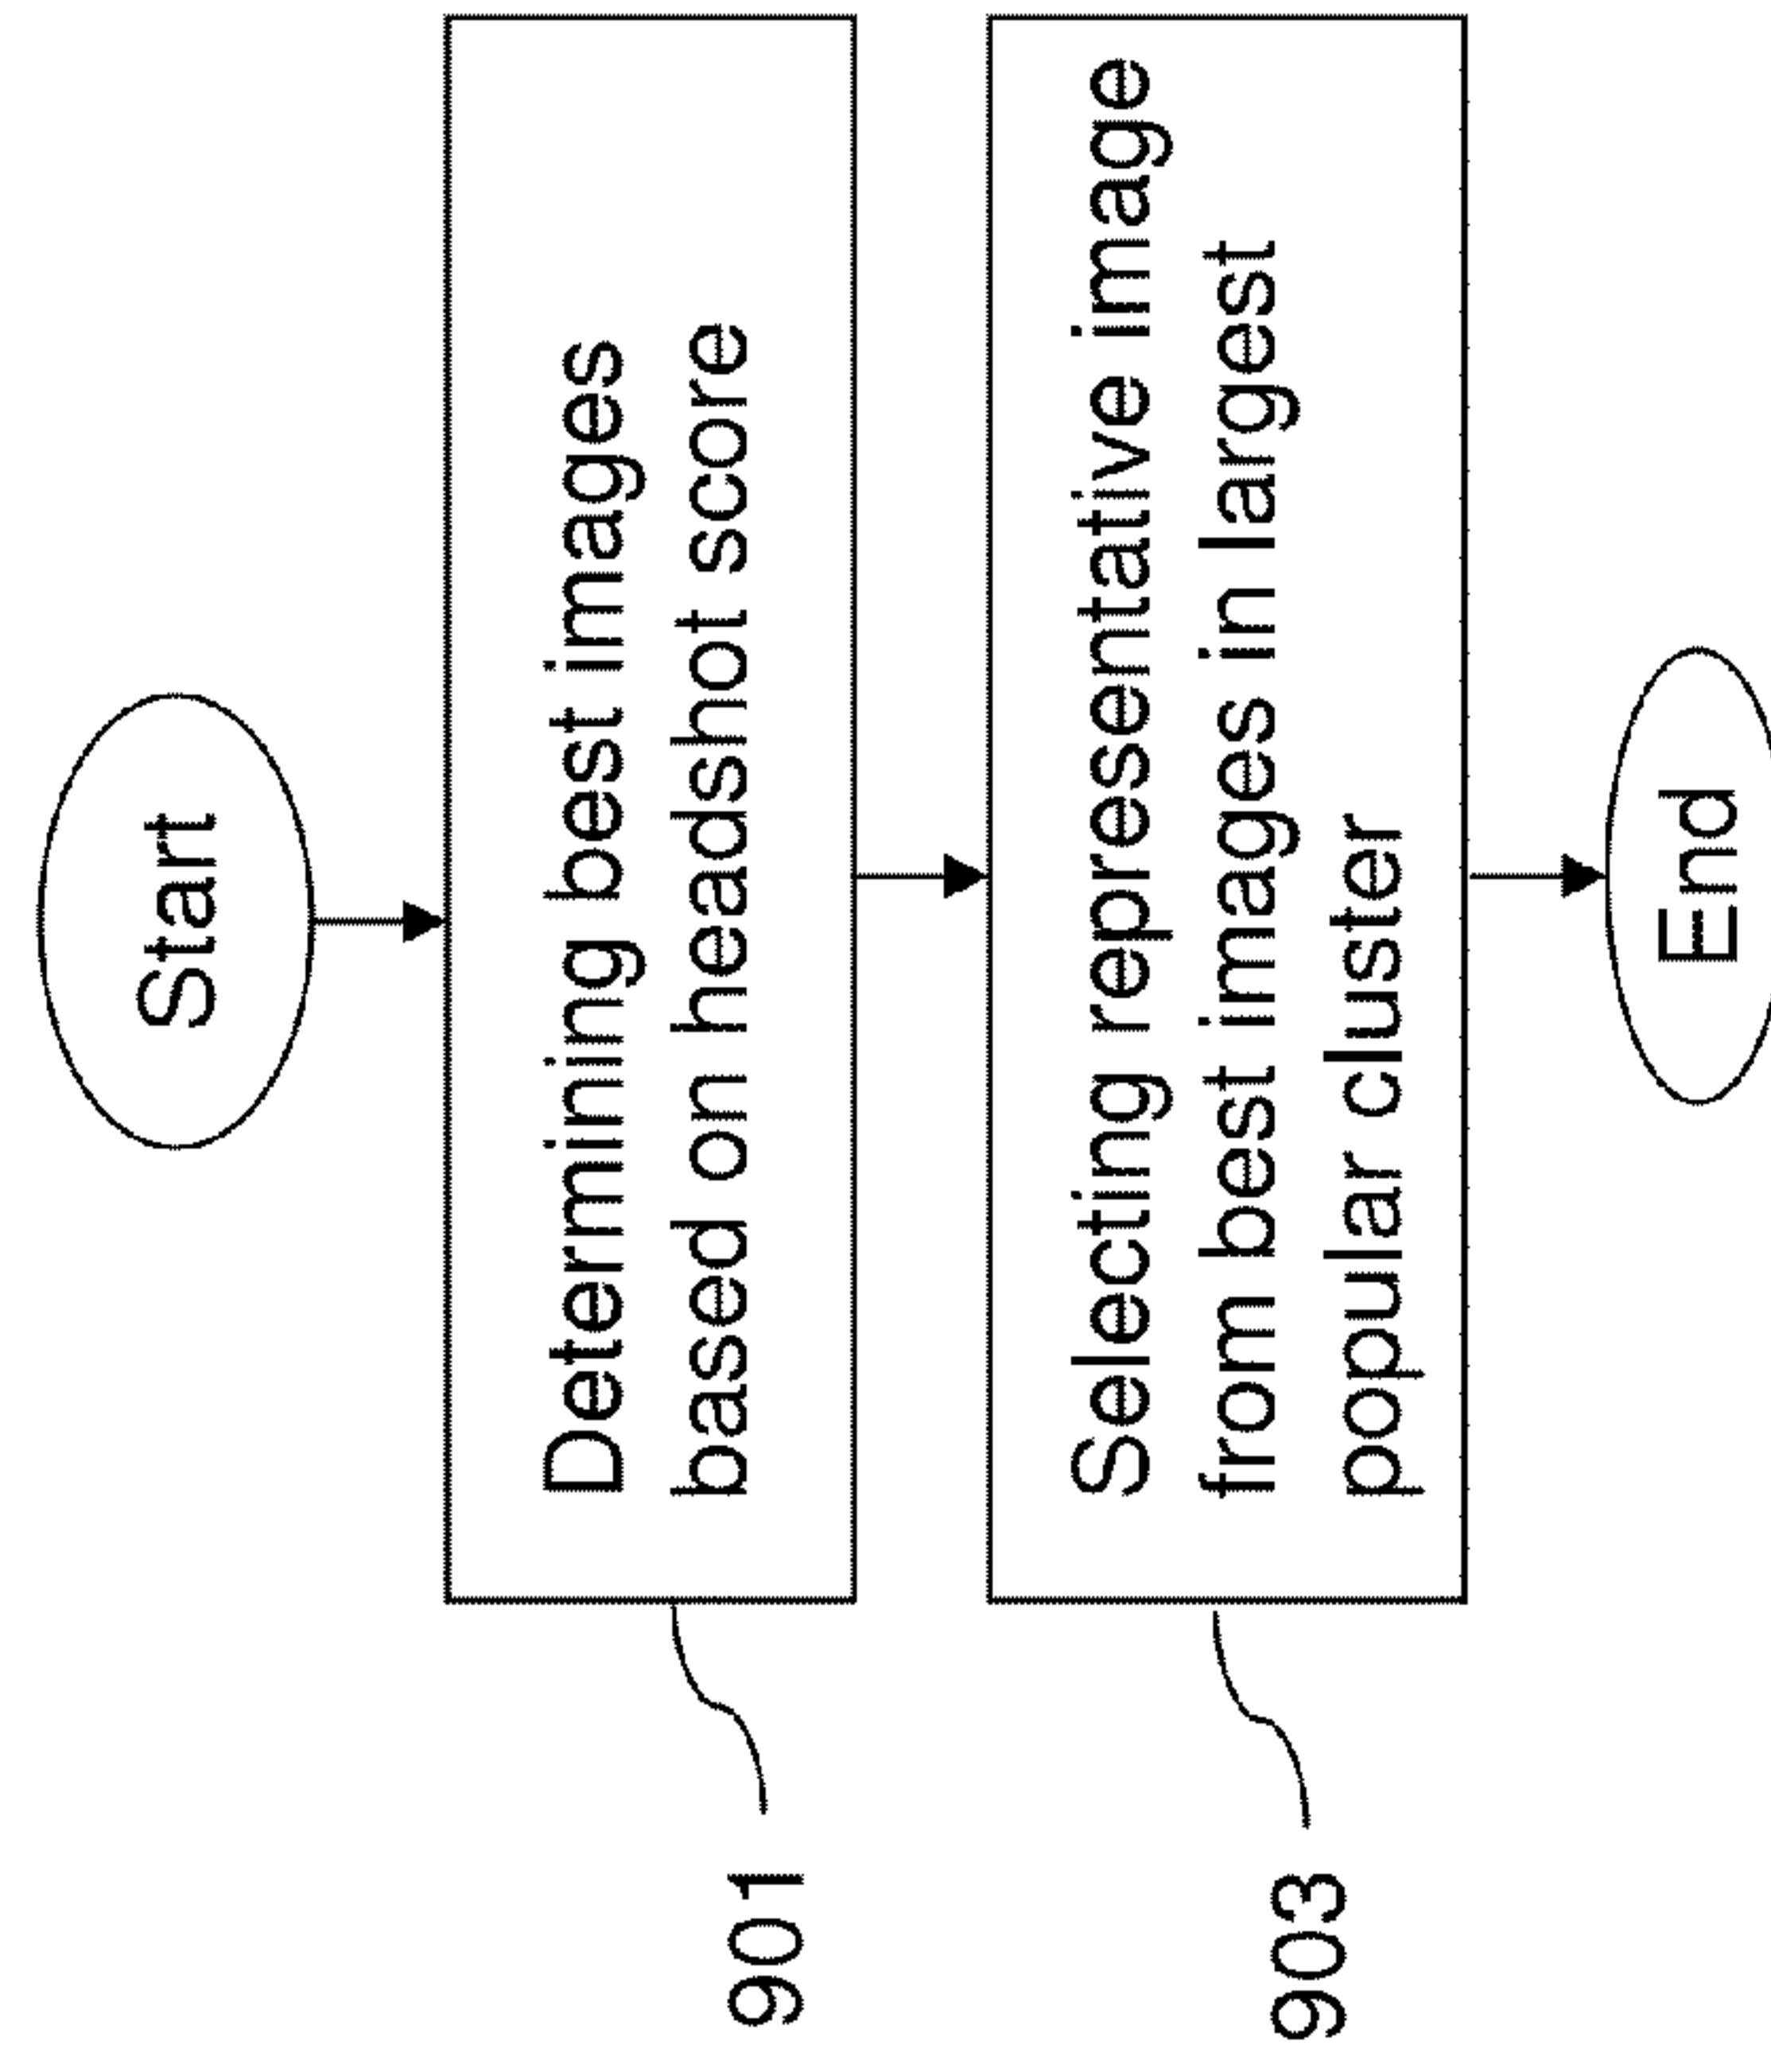 Start
901
Determining best images
based on headshot score
903
Selecting representative image
from best images in largest
popular cluster
End